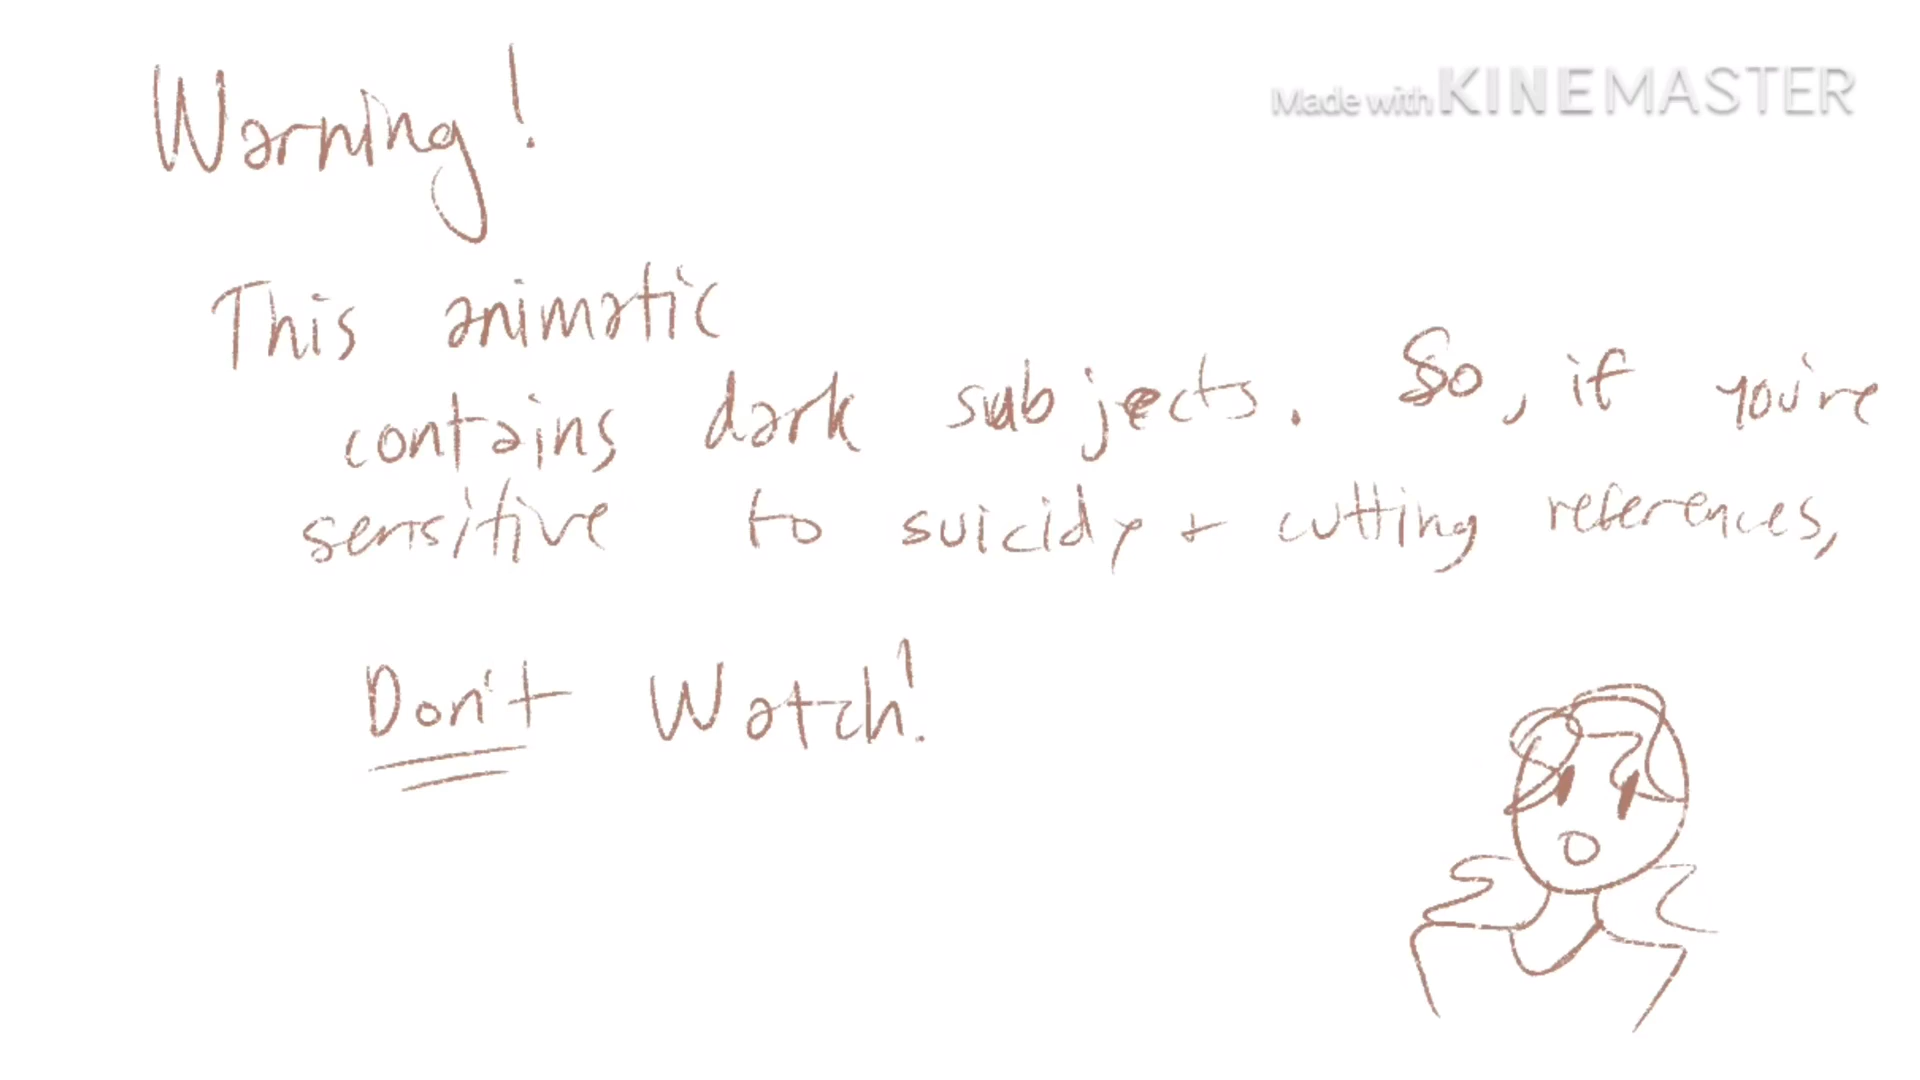 Warning!
Made with KINEMASTER
This animatic
contains dark subjects. So, if you're
sensitive to suicide + cutting references,
Don't Watch!